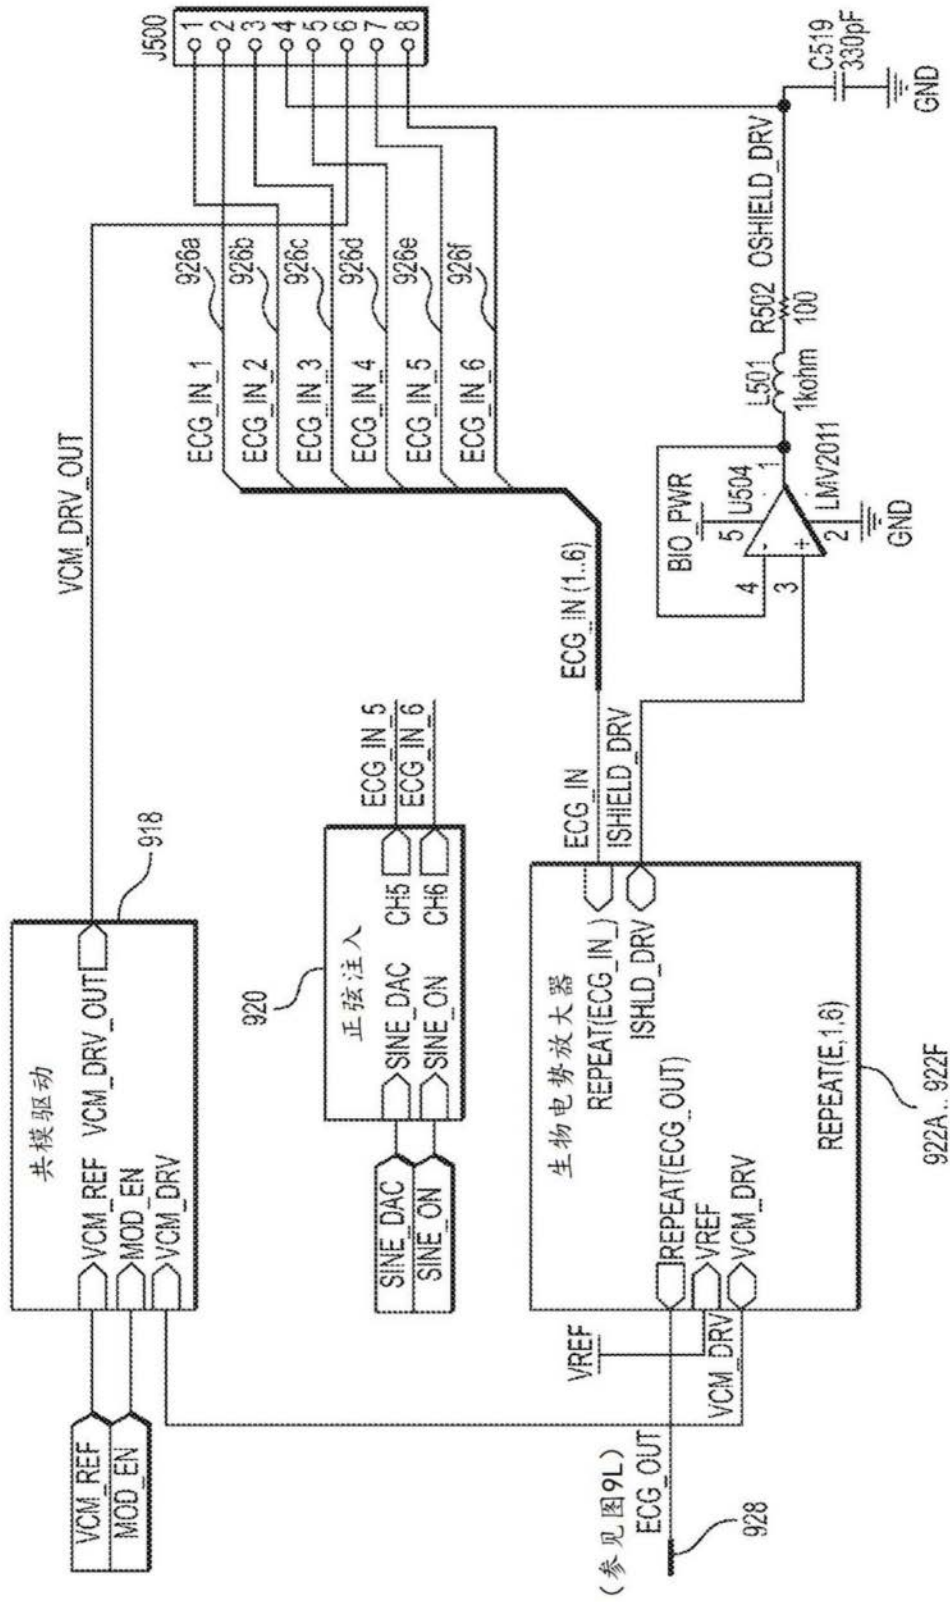 共模驱动
VCM_REF
MOD_EN
VCM_REF
MOD_EN
VCM_DRV
VCM_DRV_OUT
918
VCM_DRV_OUT
J500
1
2
3
4
5
6
7
8
920
正弦注入
SINE_DAC
SINE_ON
SINE_DAC
SINE_ON
CH5
CH6
ECG_IN_5
ECG_IN_6
ECG_IN_1
926a
ECG_IN_2
926b
ECG_IN_3
926c
ECG_IN_4
926d
ECG_IN_5
926e
ECG_IN_6
926f
ECG_IN (1..6)
生物电势放大器
REPEAT(ECG_IN_)
ISHLD_DRV
REPEAT(ECG_OUT)
VREF
VCM_DRV
REPEAT(E,1,6)
922A .. 922F
ECG_IN
ISHIELD_DRV
VREF
VCM_DRV
(参见图9L)
ECG_OUT
928
BIO_PWR
5
U504
4
3
1
2
LMV2011
GND
L501
1kohm
R502
100
OSHIELD_DRV
C519
330pF
GND